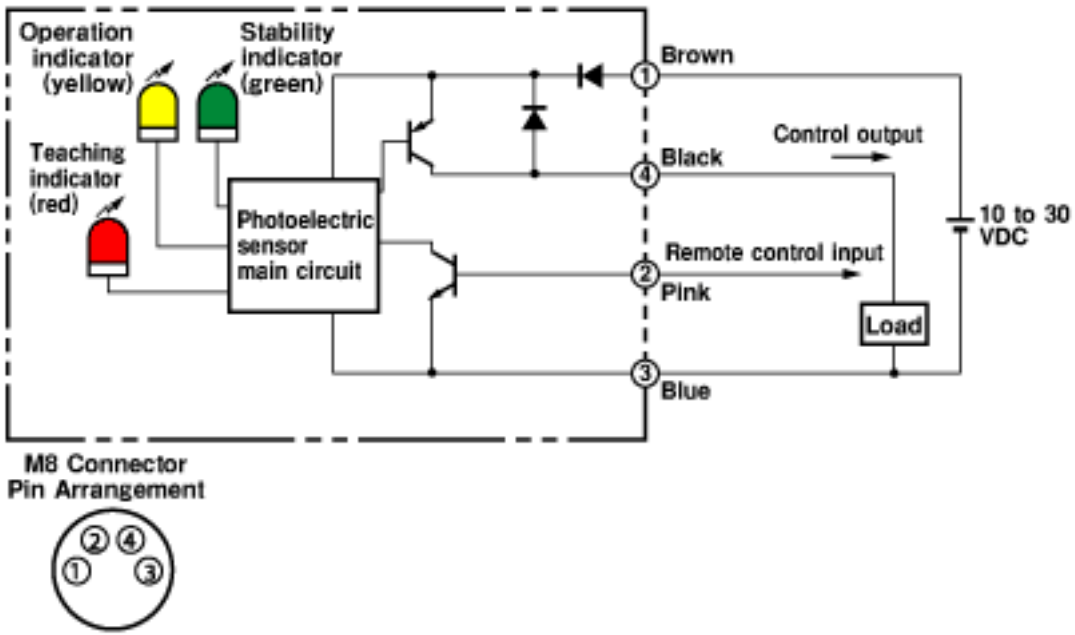 Operation
indicator
(yellow)
Stability
indicator
(green)
Teaching
indicator
(red)
Photoelectric
sensor
main circuit
1
Brown
Control output
4
Black
10 to 30
VDC
Remote control input
2
Pink
Load
3
Blue
M8 Connector
Pin Arrangement
2 4
1 3